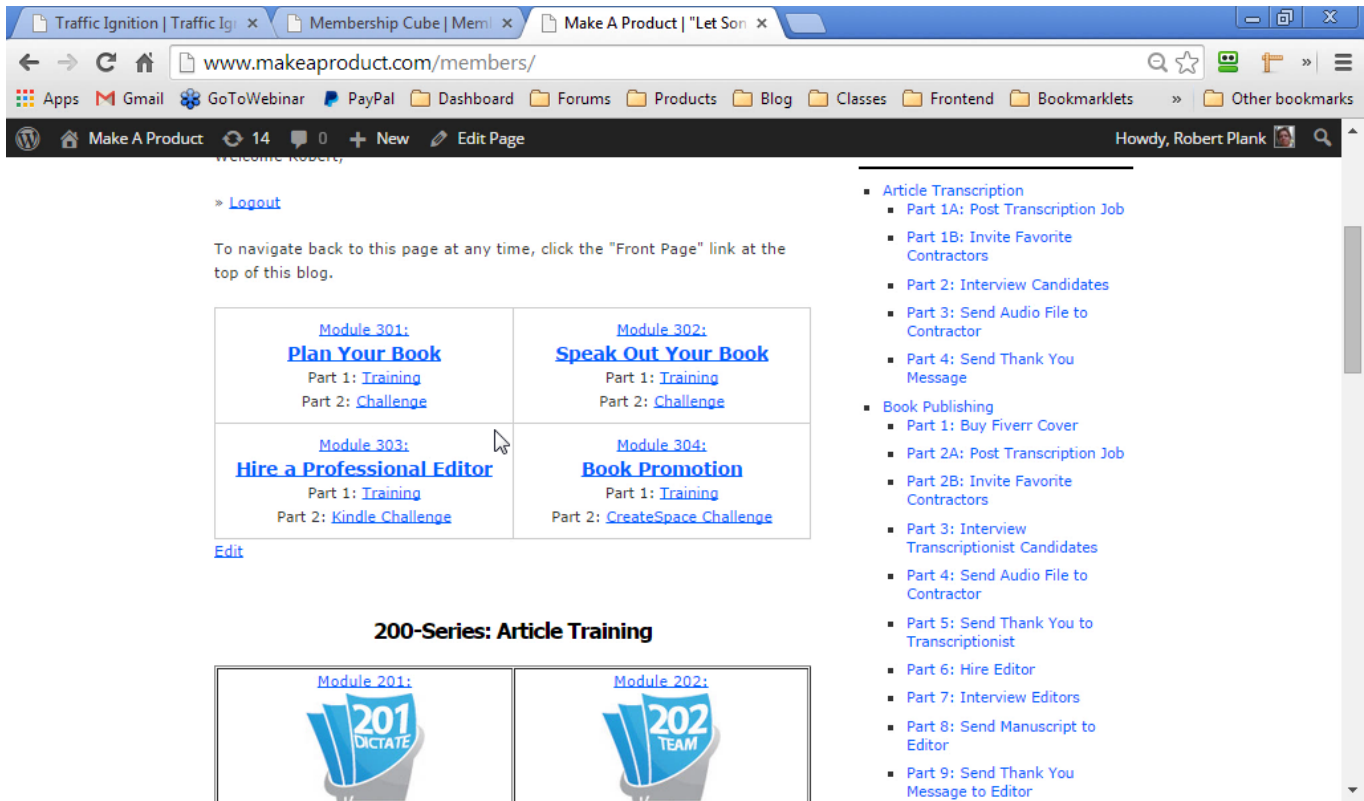 Traffic Ignition | Traffic Ig
Membership Cube | Mem
Make A Product | "Let Son
www.makeaproduct.com/members/
Apps Gmail GoToWebinar PayPal Dashboard Forums Products Blog Classes Frontend Bookmarklets » Other bookmarks
Make A Product 14 0 + New Edit Page Howdy, Robert Plank
Welcome Robert,
» Logout
To navigate back to this page at any time, click the "Front Page" link at the
top of this blog.
Module 301:
Plan Your Book
Part 1: Training
Part 2: Challenge
Module 302:
Speak Out Your Book
Part 1: Training
Part 2: Challenge
Module 303:
Hire a Professional Editor
Part 1: Training
Part 2: Kindle Challenge
Module 304:
Book Promotion
Part 1: Training
Part 2: CreateSpace Challenge
Edit
200-Series: Article Training
Module 201:
201
DICTATE
Module 202:
202
TEAM
Article Transcription
Part 1A: Post Transcription Job
Part 1B: Invite Favorite
Contractors
Part 2: Interview Candidates
Part 3: Send Audio File to
Contractor
Part 4: Send Thank You
Message
Book Publishing
Part 1: Buy Fiverr Cover
Part 2A: Post Transcription Job
Part 2B: Invite Favorite
Contractors
Part 3: Interview
Transcriptionist Candidates
Part 4: Send Audio File to
Contractor
Part 5: Send Thank You to
Transcriptionist
Part 6: Hire Editor
Part 7: Interview Editors
Part 8: Send Manuscript to
Editor
Part 9: Send Thank You
Message to Editor